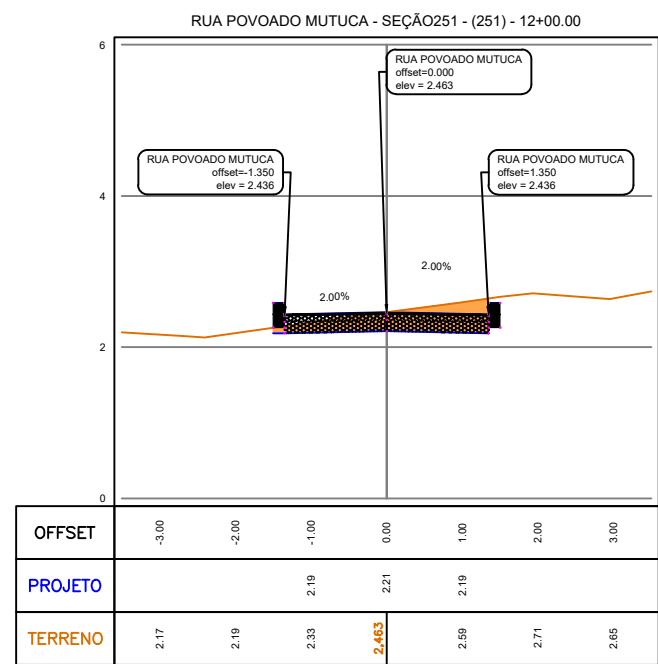 RUA POVOADO MUTUCA - SEÇÃO251 - (251) - 12+00.00
6
RUA POVOADO MUTUCA
offset=0.000
elev = 2.463
RUA POVOADO MUTUCA
offset=-1.350
elev = 2.436
RUA POVOADO MUTUCA
offset=1.350
elev = 2.436
4
2.00%
2.00%
2
0
OFFSET -3.00 -2.00 -1.00 0.00 1.00 2.00 3.00
PROJETO 2.19 2.21 2.19
TERRENO 2.17 2.19 2.33 2.463 2.59 2.71 2.65